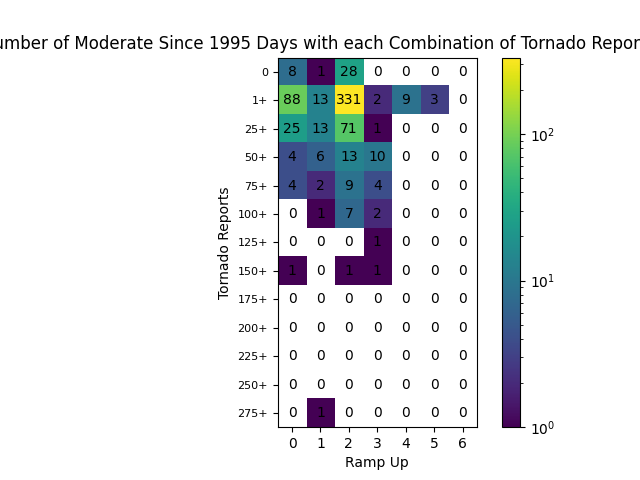 umber of Moderate Since 1995 Days with each Combination of Tornado Repor
0 8 1 28 0 0 0 0
1+ 88 13 331 2 9 3 0
25+ 25 13 71 1 0 0 0
50+ 4 6 13 10 0 0 0
75+ 4 2 9 4 0 0 0
100+ 0 1 7 2 0 0 0
125+ 0 0 0 1 0 0 0
150+ 1 0 1 1 0 0 0
175+ 0 0 0 0 0 0 0
200+ 0 0 0 0 0 0 0
225+ 0 0 0 0 0 0 0
250+ 0 0 0 0 0 0 0
275+ 0 1 0 0 0 0 0
0 1 2 3 4 5 6
Ramp Up
Tornado Reports
10²
10¹
10⁰